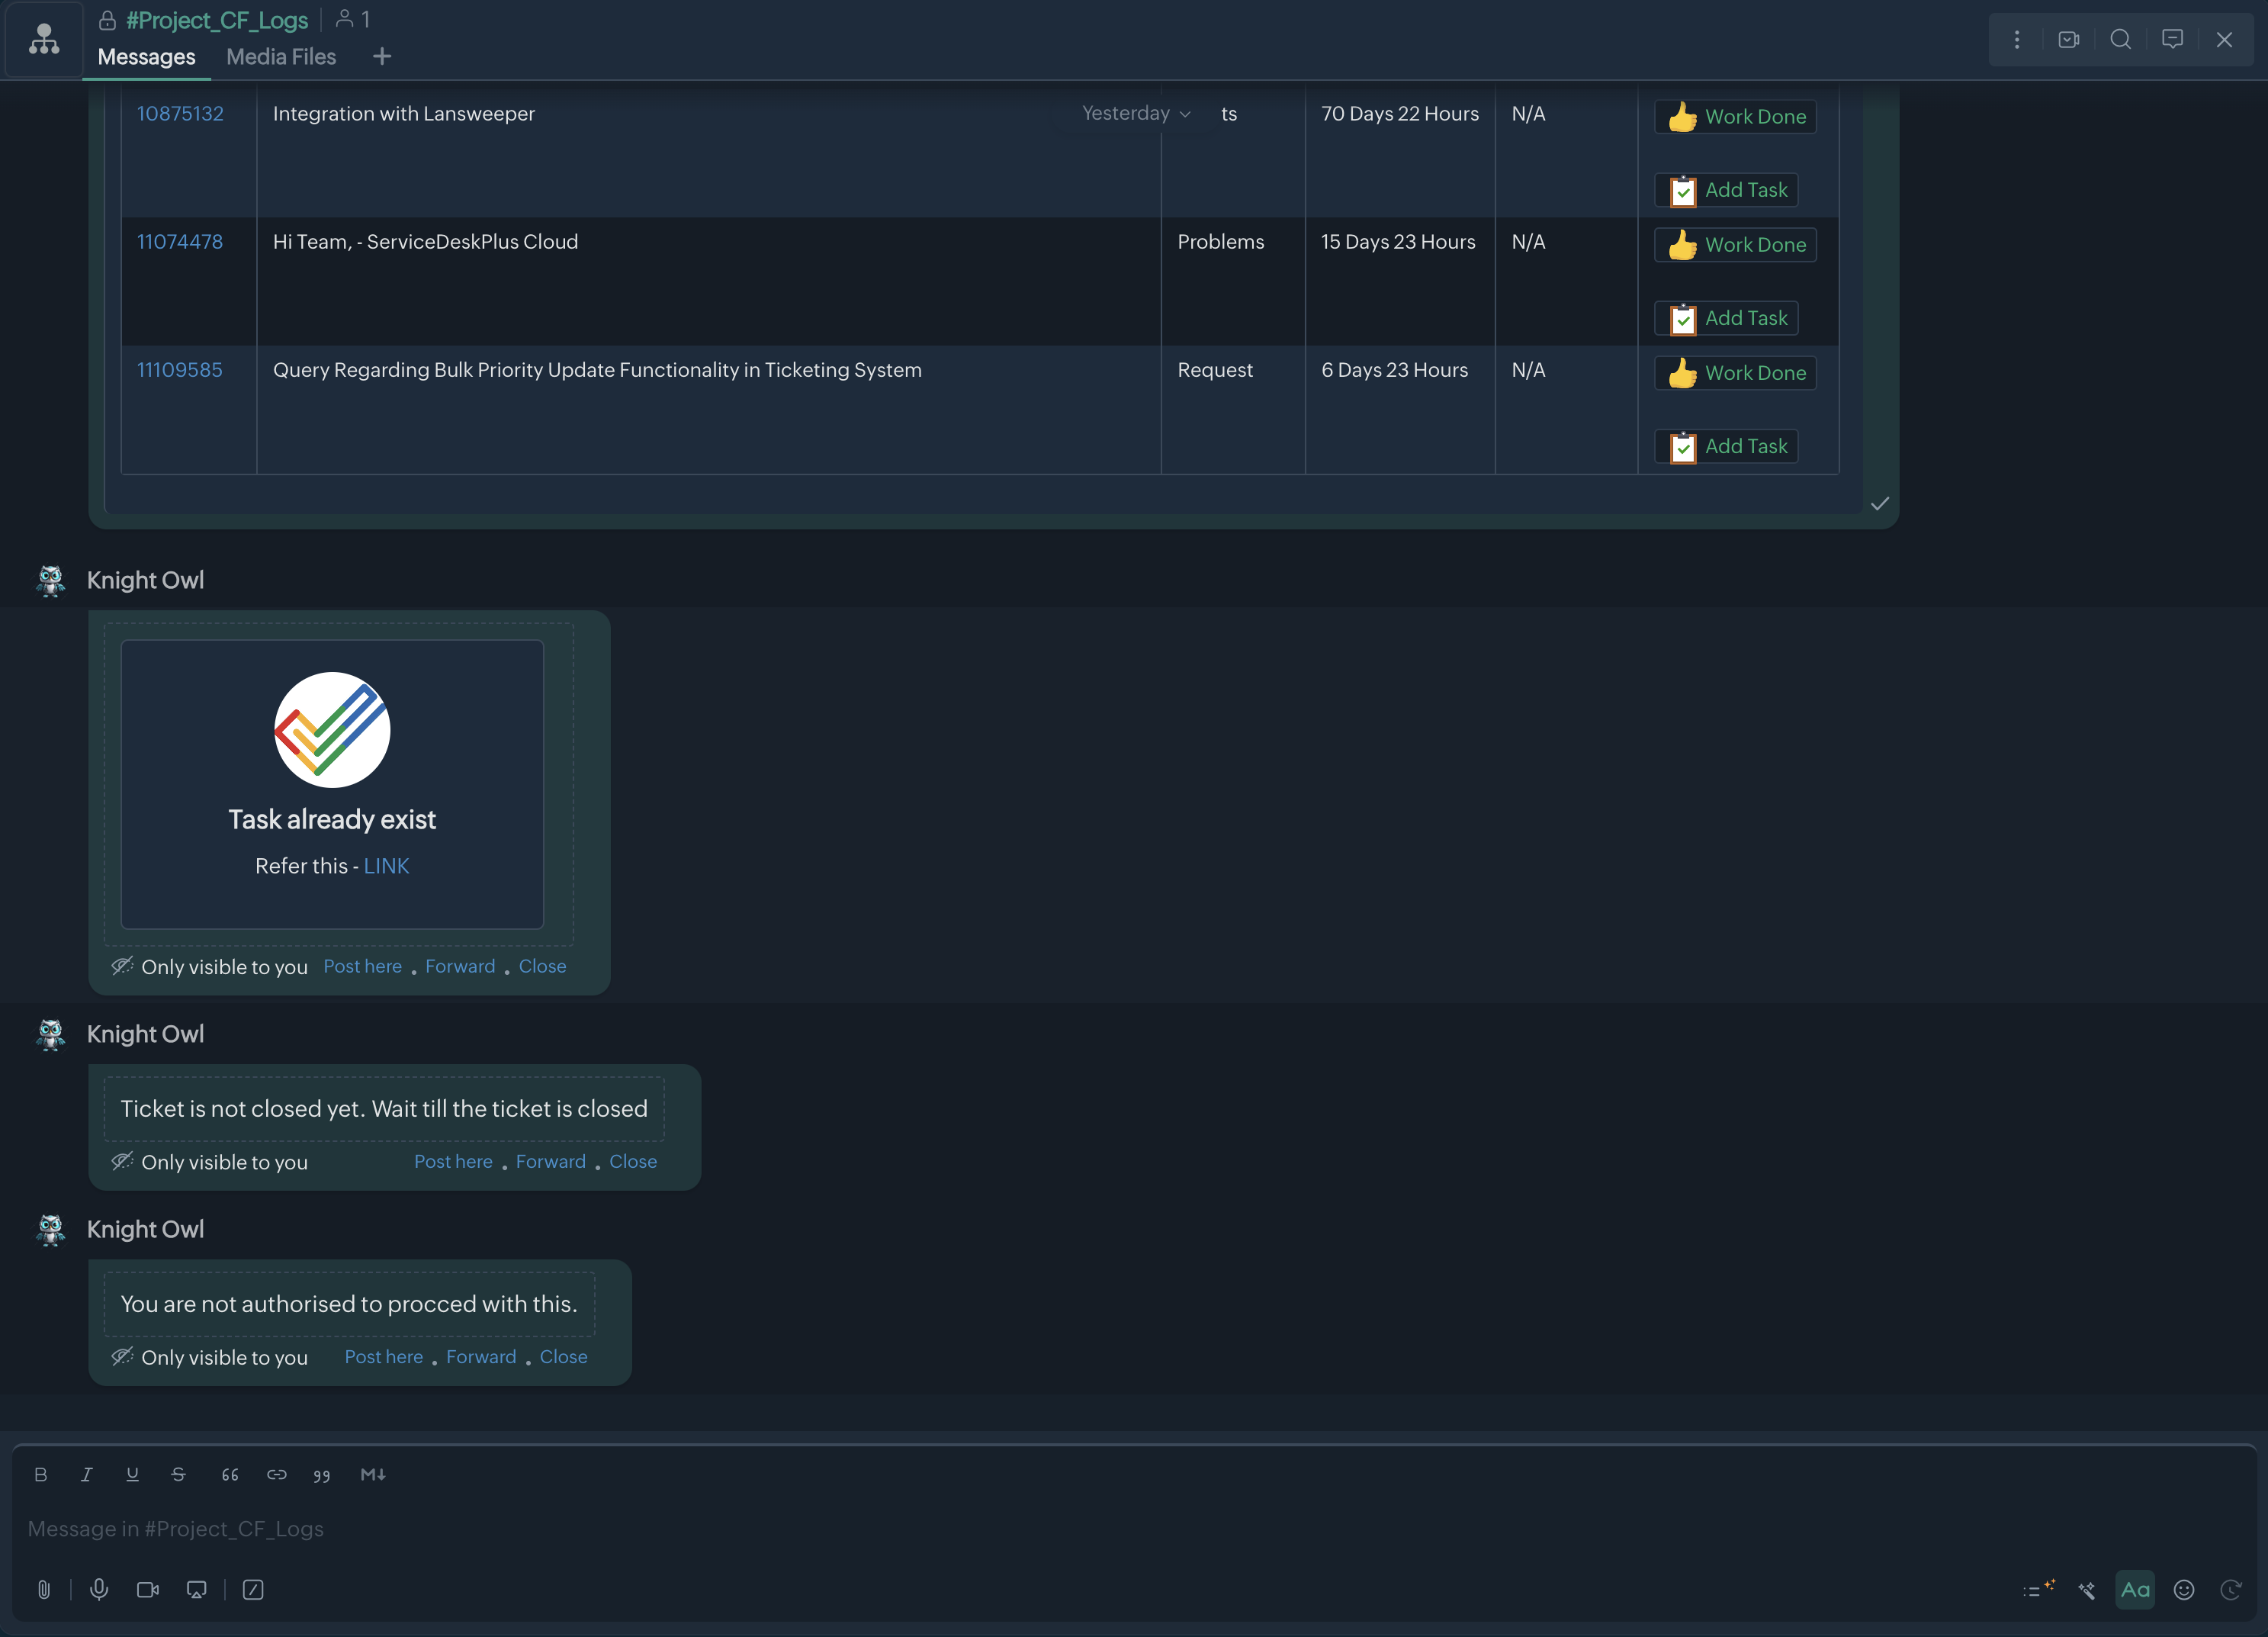 #Project_CF_Logs 1
Messages Media Files
10875132 Integration with Lansweeper Yesterday ts 70 Days 22 Hours N/A Work Done
Add Task
11074478 Hi Team, - ServiceDeskPlus Cloud Problems 15 Days 23 Hours N/A Work Done
Add Task
11109585 Query Regarding Bulk Priority Update Functionality in Ticketing System Request 6 Days 23 Hours N/A Work Done
Add Task
Knight Owl
Task already exist
Refer this - LINK
Only visible to you Post here . Forward . Close
Knight Owl
Ticket is not closed yet. Wait till the ticket is closed
Only visible to you Post here . Forward . Close
Knight Owl
You are not authorised to procced with this.
Only visible to you Post here . Forward . Close
B I U S 66 99 M↓
Message in #Project_CF_Logs
Aa